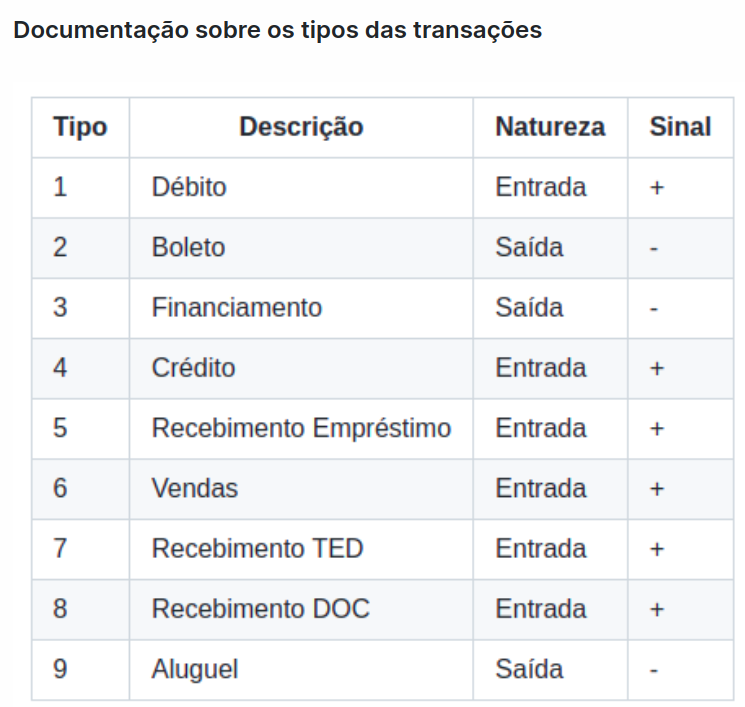 Documentação sobre os tipos das transações
Tipo Descrição Natureza Sinal
1 Débito Entrada +
2 Boleto Saída -
3 Financiamento Saída -
4 Crédito Entrada +
5 Recebimento Empréstimo Entrada +
6 Vendas Entrada +
7 Recebimento TED Entrada +
8 Recebimento DOC Entrada +
9 Aluguel Saída -